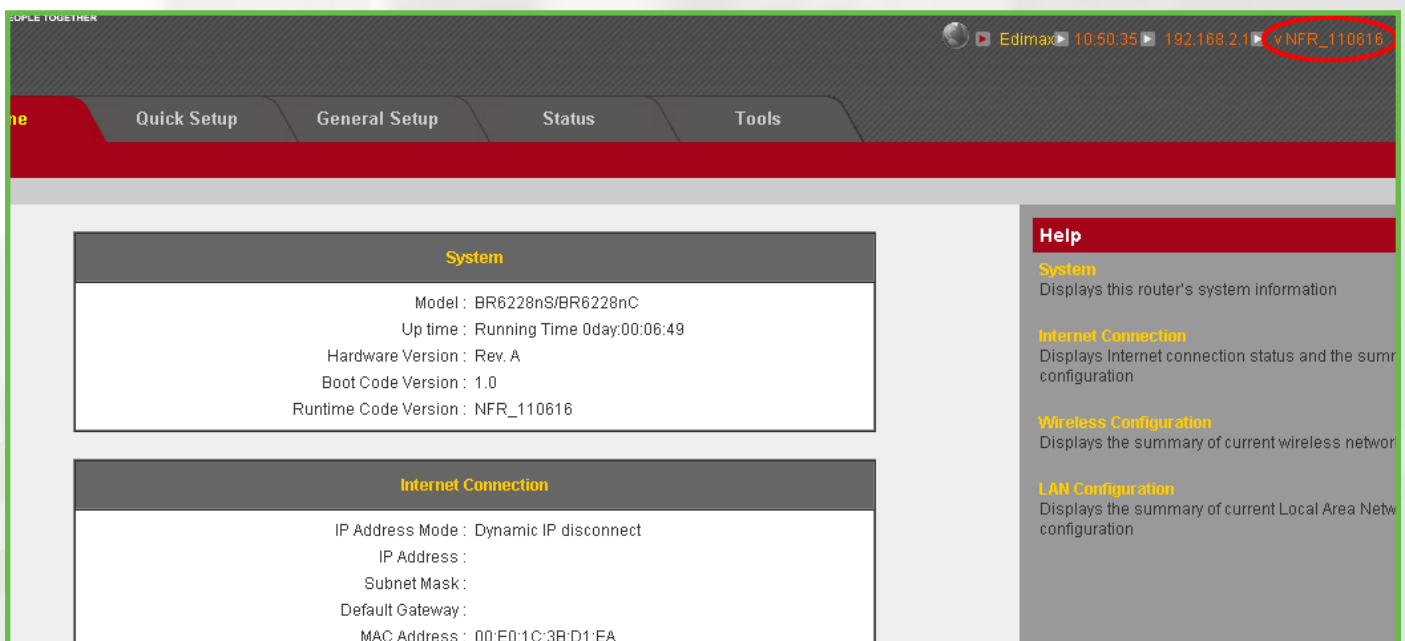 TOGETHER
Edimax 10:50:35 192.168.2.1 v NFR_110616
Quick Setup General Setup Status Tools
System
Model : BR6228nS/BR6228nC
Up time : Running Time 0day:00:06:49
Hardware Version : Rev. A
Boot Code Version : 1.0
Runtime Code Version : NFR_110616
Internet Connection
IP Address Mode : Dynamic IP disconnect
IP Address :
Subnet Mask :
Default Gateway :
MAC Address : 00:E0:1C:3B:D1:EA
Help
System
Displays this router's system information
Internet Connection
Displays Internet connection status and the
configuration
Wireless Configuration
Displays the summary of current wireless
LAN Configuration
Displays the summary of current Local Area
configuration